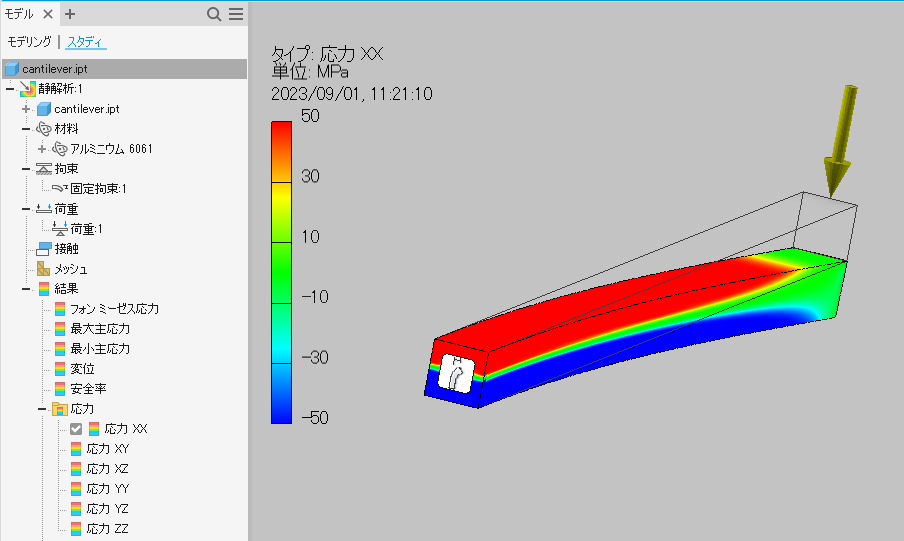 モデル
モデリング | スタディ
cantilever.ipt
静解析:1
cantilever.ipt
材料
アルミニウム 6061
拘束
固定拘束:1
荷重
荷重:1
接触
メッシュ
結果
フォン ミーゼス応力
最大主応力
最小主応力
変位
安全率
応力
応力 XX
応力 XY
応力 XZ
応力 YY
応力 YZ
応力 ZZ
タイプ: 応力 XX
単位: MPa
2023/09/01, 11:21:10
50
30
10
-10
-30
-50